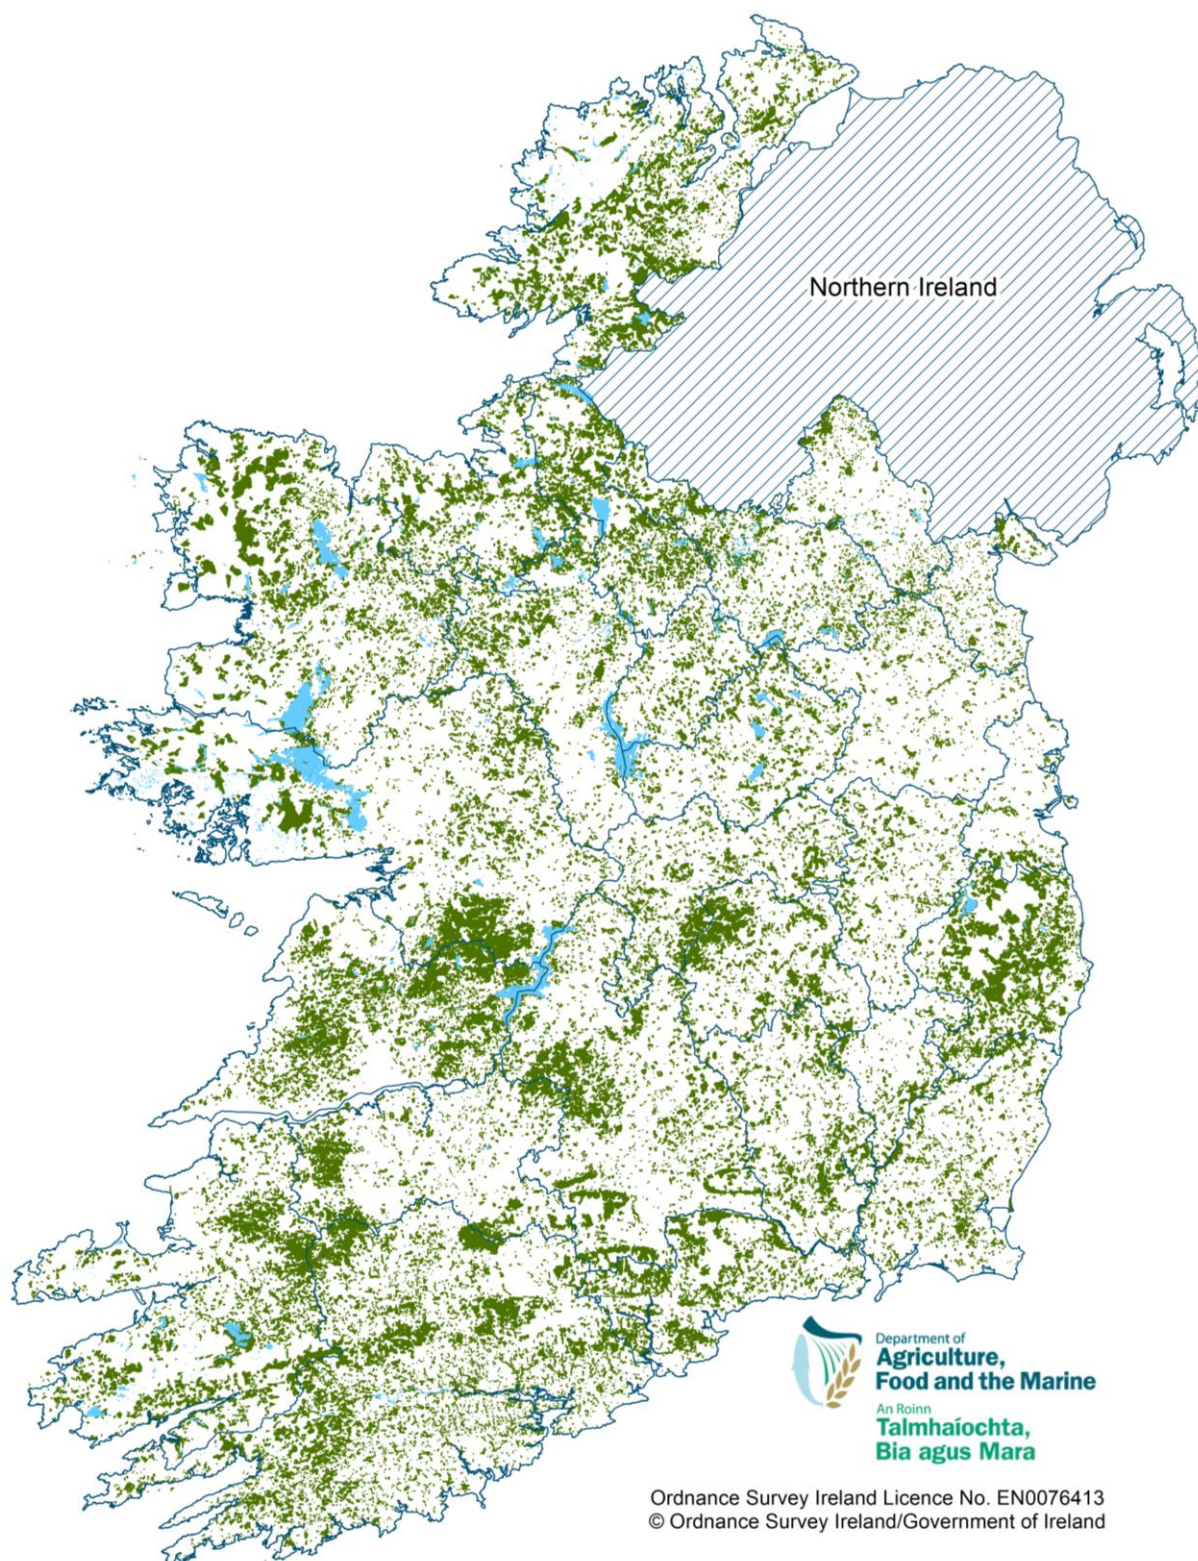 Northern Ireland
Department of
Agriculture,
Food and the Marine
An Roinn
Talmhaíochta,
Bia agus Mara
Ordnance Survey Ireland Licence No. EN0076413
© Ordnance Survey Ireland/Government of Ireland